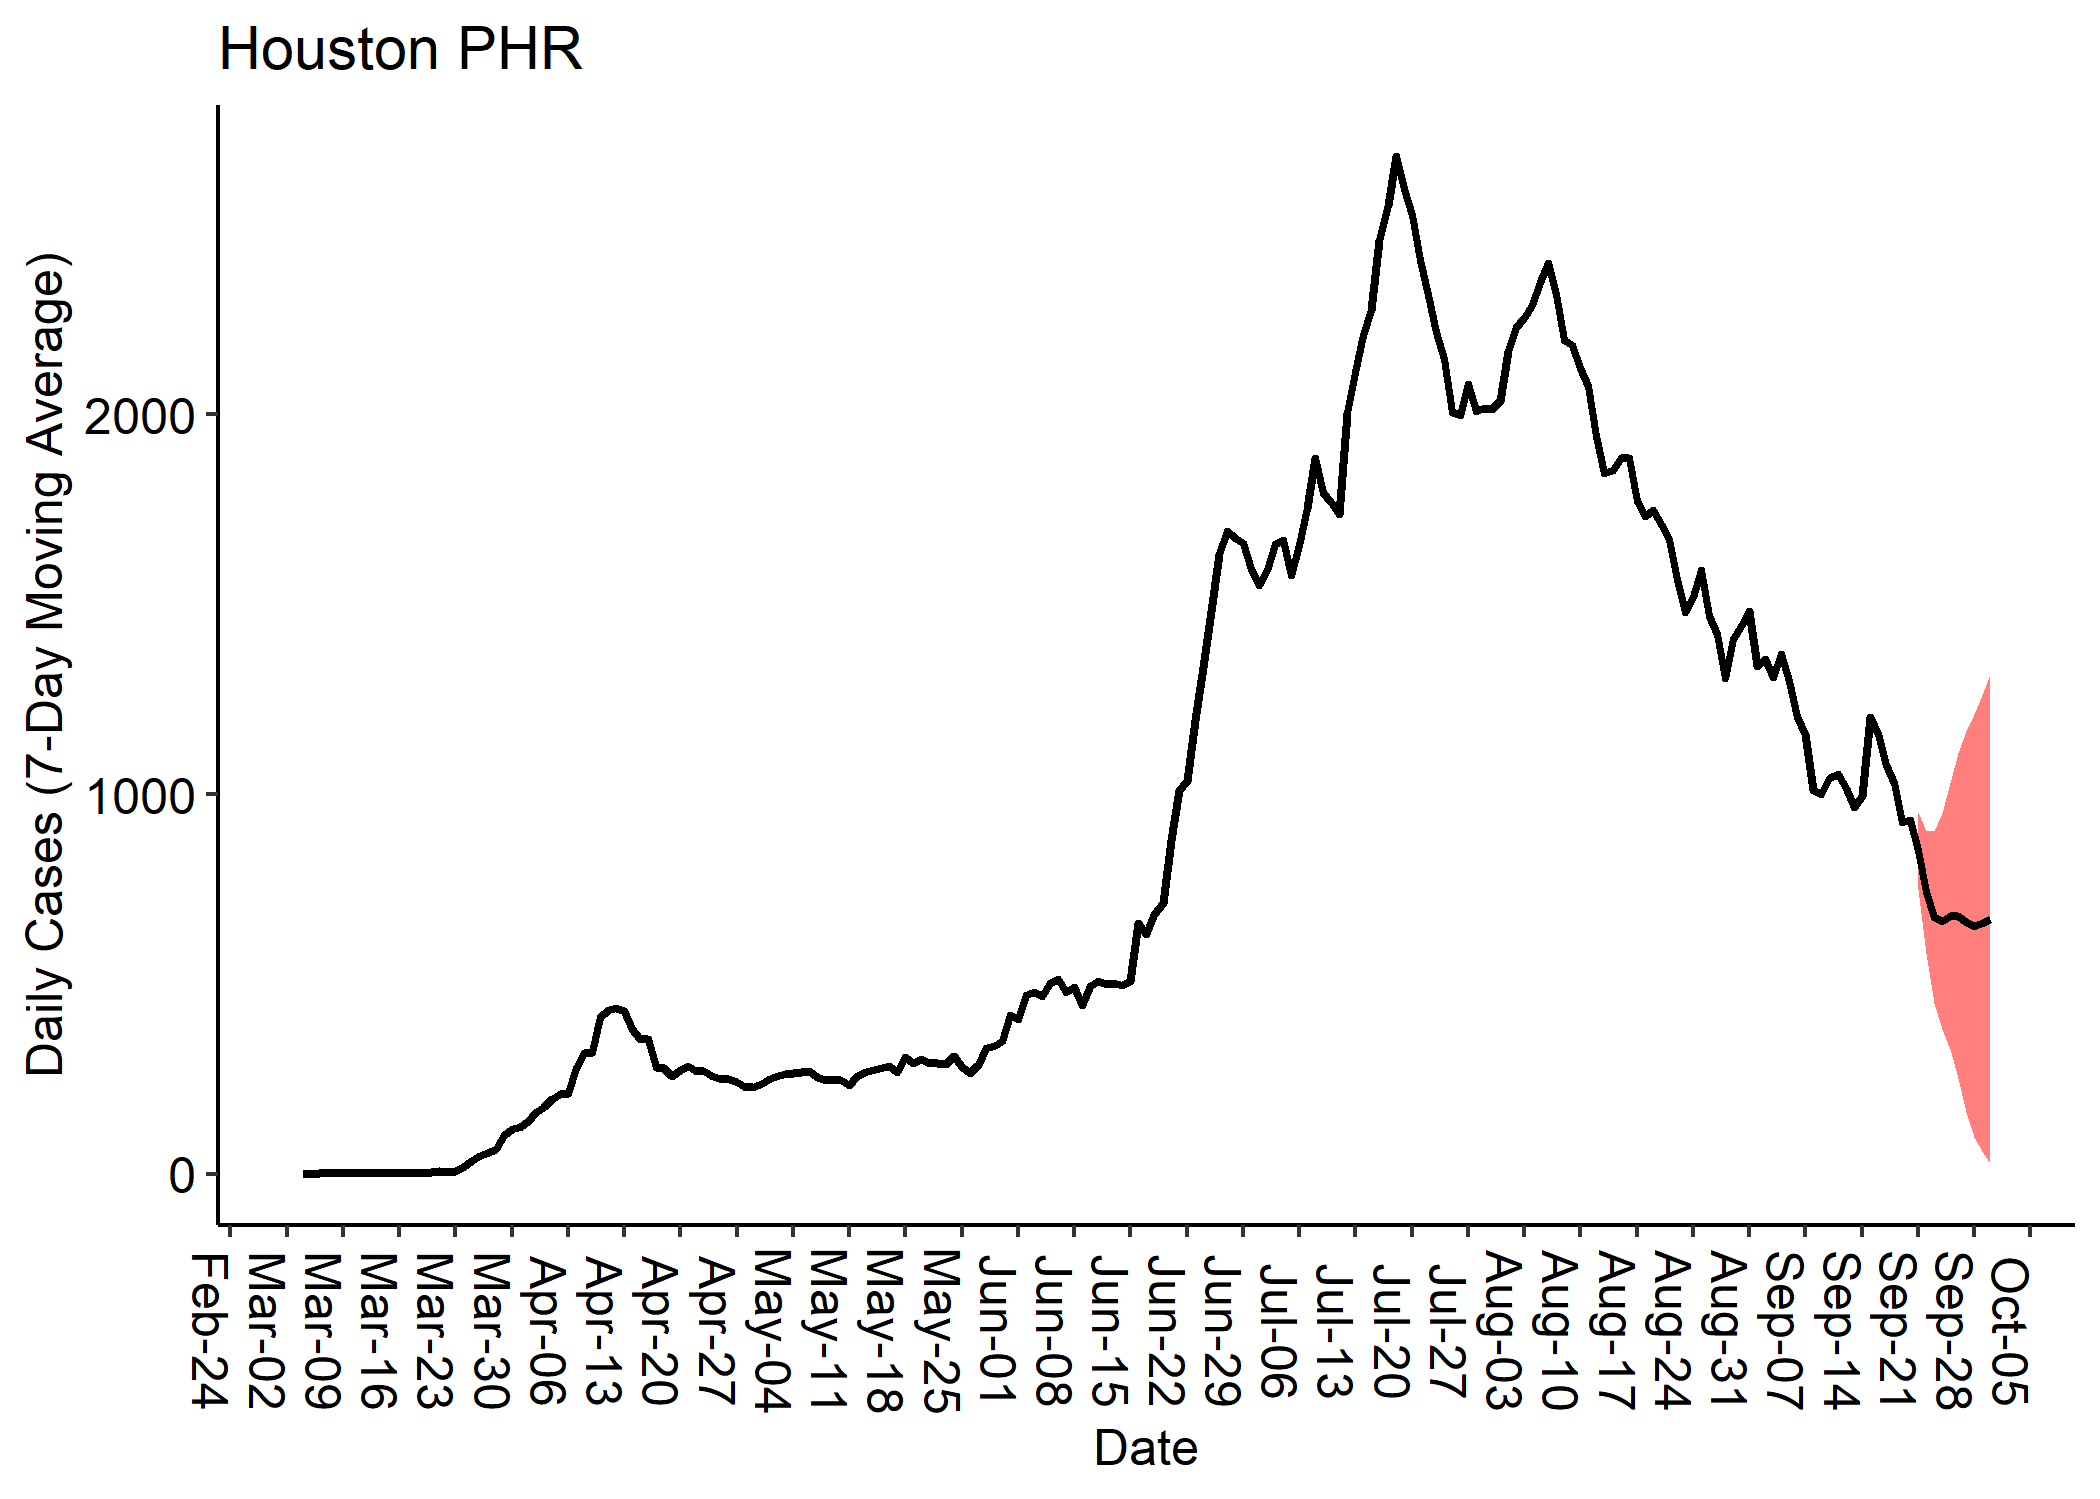 Houston PHR
Daily Cases (7-Day Moving Average)
2000
1000
0
Feb-24
Mar-02
Mar-09
Mar-16
Mar-23
Mar-30
Apr-06
Apr-13
Apr-20
Apr-27
May-04
May-11
May-18
May-25
Jun-01
Jun-08
Jun-15
Jun-22
Jun-29
Jul-06
Jul-13
Jul-20
Jul-27
Aug-03
Aug-10
Aug-17
Aug-24
Aug-31
Sep-07
Sep-14
Sep-21
Sep-28
Oct-05
Date